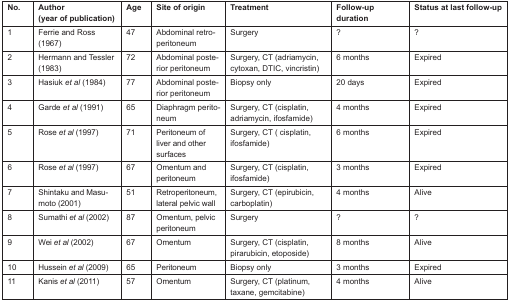 No. Author (year of publication) Age Site of origin Treatment Follow-up duration Status at last follow-up
1 Ferrie and Ross (1967) 47 Abdominal retro-peritoneum Surgery ? ?
2 Hermann and Tessler (1983) 72 Abdominal poste-rior peritoneum Surgery, CT (adriamycin, cytoxan, DTIC, vincristin) 6 months Expired
3 Hasiuk et al (1984) 77 Abdominal poste-rior peritoneum Biopsy only 20 days Expired
4 Garde et al (1991) 65 Diaphragm perito-neum Surgery, CT (cisplatin, adriamycin, ifosfamide) 4 months Expired
5 Rose et al (1997) 71 Peritoneum of liver and other surfaces Surgery, CT ( cisplatin, ifosfamide) 6 months Expired
6 Rose et al (1997) 67 Omentum and peritoneum Surgery, CT (cisplatin, ifosfamide) 3 months Expired
7 Shintaku and Masu-moto (2001) 51 Retroperitoneum, lateral pelvic wall Surgery, CT (epirubicin, carboplatin) 4 months Alive
8 Sumathi et al (2002) 87 Omentum, pelvic peritoneum Surgery ? ?
9 Wei et al (2002) 67 Omentum Surgery, CT (cisplatin, pirarubicin, etoposide) 8 months Alive
10 Hussein et al (2009) 65 Peritoneum Biopsy only 3 months Expired
11 Kanis et al (2011) 57 Omentum Surgery, CT (platinum, taxane, gemcitabine) 4 months Alive